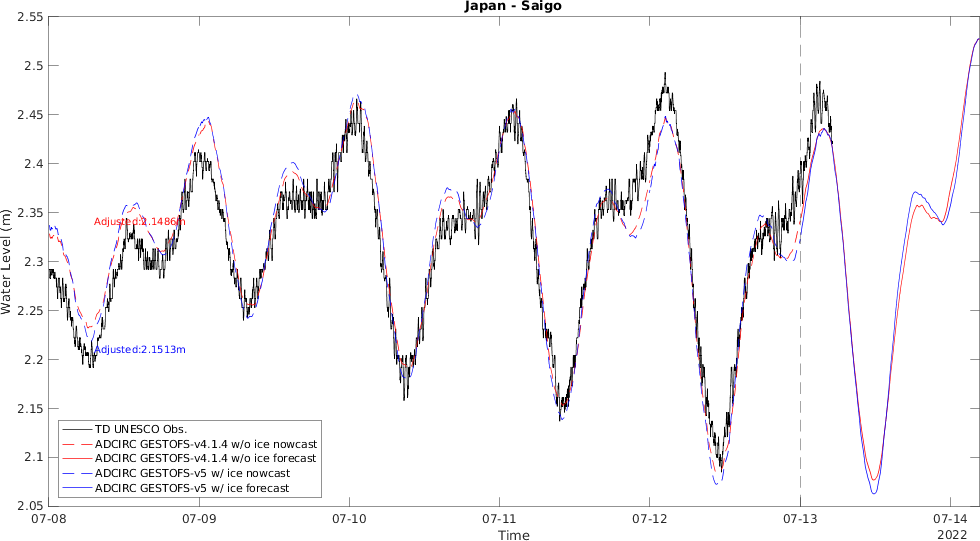 Japan - Saigo
2.55
2.5
2.45
2.4
2.35
2.3
2.25
2.2
2.15
2.1
2.05
Water Level (m)
Adjusted:2.1486m
Adjusted:2.1513m
TD UNESCO Obs.
ADCIRC GESTOFS-v4.1.4 w/o ice nowcast
ADCIRC GESTOFS-v4.1.4 w/o ice forecast
ADCIRC GESTOFS-v5 w/ ice nowcast
ADCIRC GESTOFS-v5 w/ ice forecast
07-08 07-09 07-10 07-11 07-12 07-13 07-14
Time
2022